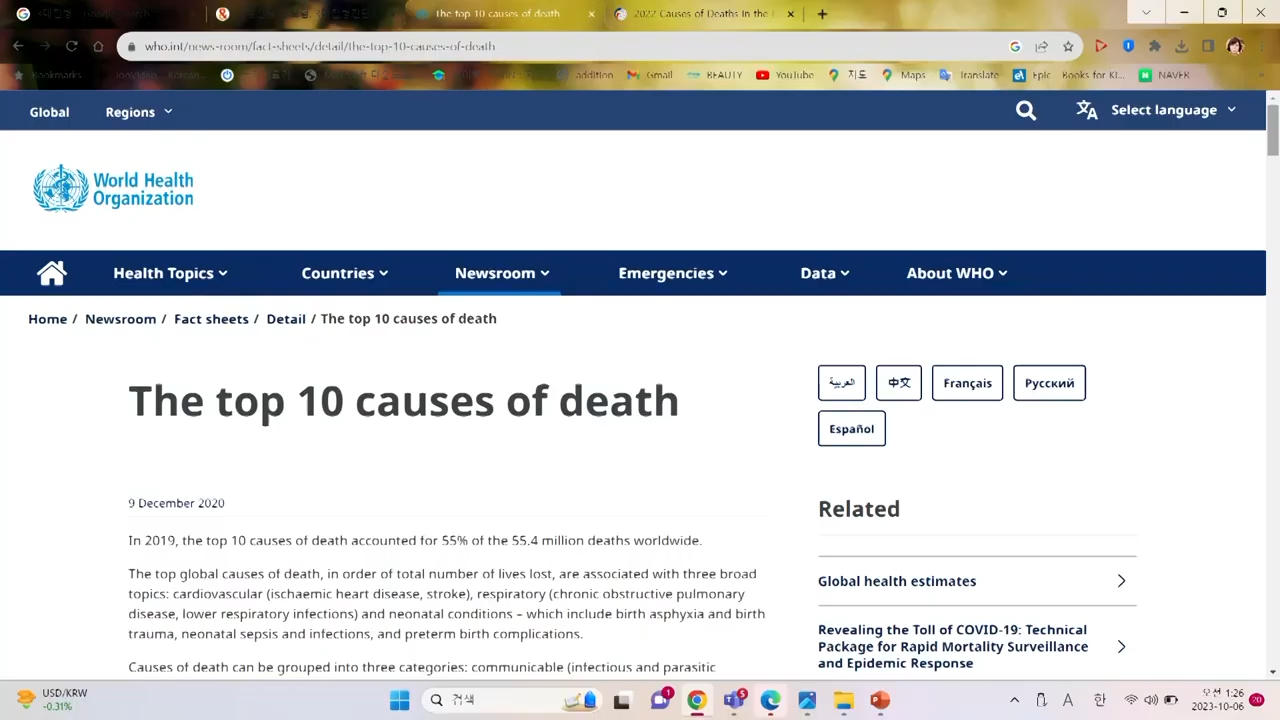 The top 10 causes of death
2022 Causes of Death in the
who.int/news-room/fact-sheets/detail/the-top-10-causes-of-death
Bookmarks
addition
Gmail
BEAUTY
YouTube
지도
Maps
Translate
Epic
Books for Ki...
NAVER
Global
Regions
Select language
World Health
Organization
Health Topics
Countries
Newsroom
Emergencies
Data
About WHO
Home / Newsroom / Fact sheets / Detail / The top 10 causes of death
The top 10 causes of death
العربية
中文
Français
Русский
Español
9 December 2020
In 2019, the top 10 causes of death accounted for 55% of the 55.4 million deaths worldwide.
The top global causes of death, in order of total number of lives lost, are associated with three broad
topics: cardiovascular (ischaemic heart disease, stroke), respiratory (chronic obstructive pulmonary
disease, lower respiratory infections) and neonatal conditions – which include birth asphyxia and birth
trauma, neonatal sepsis and infections, and preterm birth complications.
Causes of death can be grouped into three categories: communicable (infectious and parasitic
Related
Global health estimates
Revealing the Toll of COVID-19: Technical
Package for Rapid Mortality Surveillance
and Epidemic Response
USD/KRW
-0.31%
검색
1
5
A
한
오전 1:26
2023-10-06
20